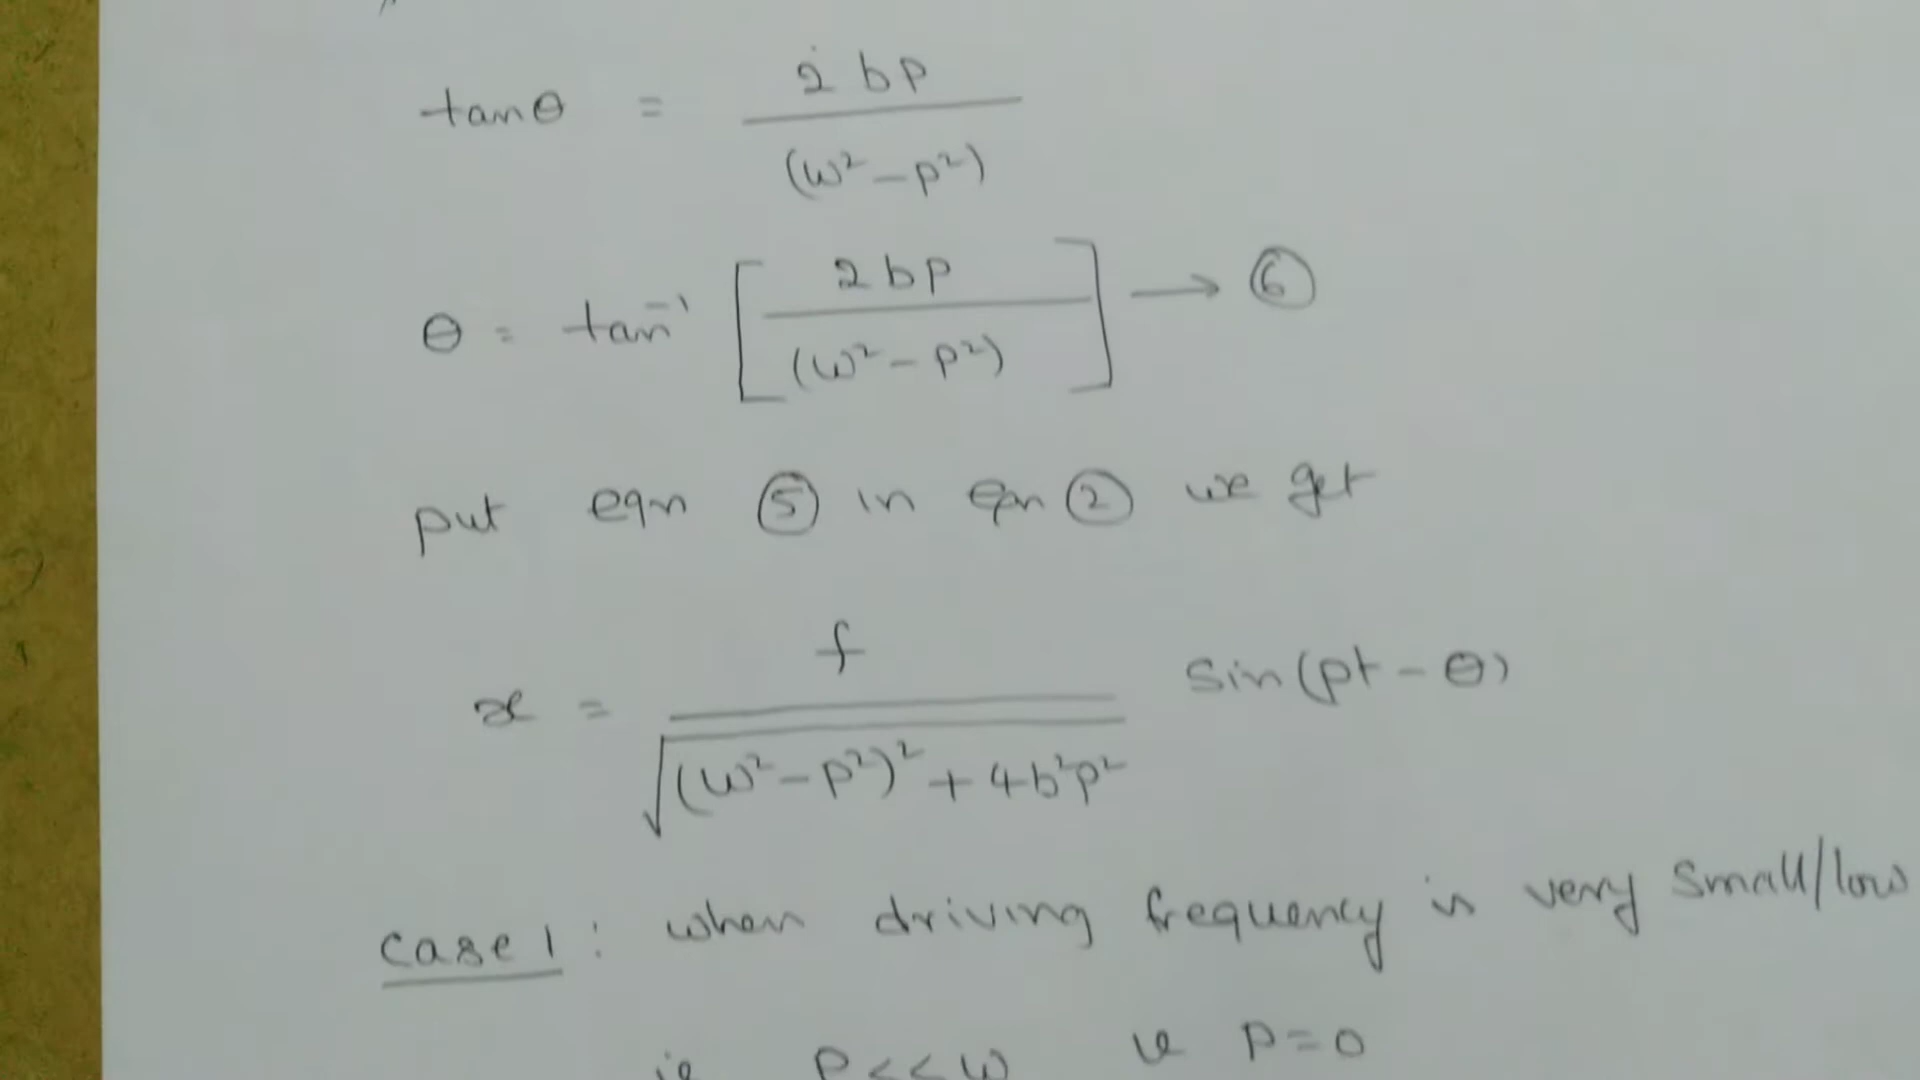 tanθ = 2bp / (ω² - p²)
θ = tan⁻¹ [ 2bp / (ω² - p²) ] → ⑥
put eqn ⑤ in eqn ② we get
x = f / √((ω² - p²)² + 4b²p²) sin(pt - θ)
case 1: when driving frequency is very small/low
ie p << ω ie p = 0